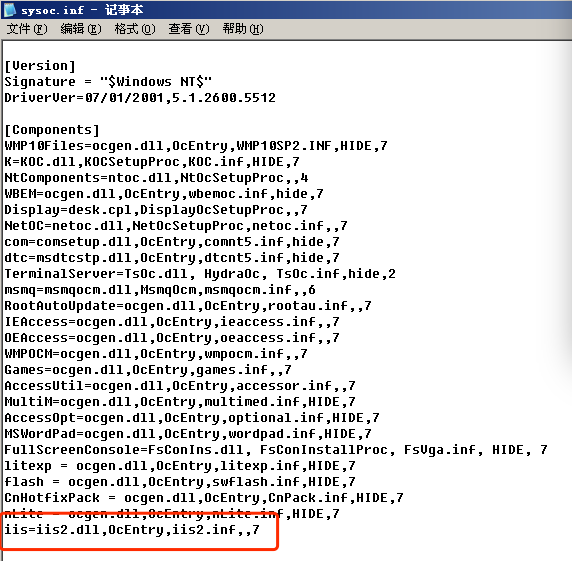 sysoc.inf - 记事本
文件(F) 编辑(E) 格式(O) 查看(V) 帮助(H)
[Version]
Signature = "$Windows NT$"
DriverVer=07/01/2001,5.1.2600.5512
[Components]
WMP10Files=ocgen.dll,OcEntry,WMP10SP2.INF,HIDE,7
K=KOC.dll,KOCSetupProc,KOC.inf,HIDE,7
NtComponents=ntoc.dll,NtOcSetupProc,,4
WBEM=ocgen.dll,OcEntry,wbemoc.inf,hide,7
Display=desk.cpl,DisplayOcSetupProc,,7
NetOC=netoc.dll,NetOcSetupProc,netoc.inf,,7
com=comsetup.dll,OcEntry,comnt5.inf,hide,7
dtc=msdtcstp.dll,OcEntry,dtcnt5.inf,hide,7
TerminalServer=TsOc.dll, HydraOc, TsOc.inf,hide,2
msmq=msmqocm.dll,MsmqOcm,msmqocm.inf,,6
RootAutoUpdate=ocgen.dll,OcEntry,rootau.inf,,7
IEAccess=ocgen.dll,OcEntry,ieaccess.inf,,7
OEAccess=ocgen.dll,OcEntry,oeaccess.inf,,7
WMPOCM=ocgen.dll,OcEntry,wmpocm.inf,,7
Games=ocgen.dll,OcEntry,games.inf,,7
AccessUtil=ocgen.dll,OcEntry,accessor.inf,,7
MultiM=ocgen.dll,OcEntry,multimed.inf,HIDE,7
AccessOpt=ocgen.dll,OcEntry,optional.inf,HIDE,7
MSWordPad=ocgen.dll,OcEntry,wordpad.inf,HIDE,7
FullScreenConsole=FsConIns.dll, FsConInstallProc, FsVga.inf, HIDE, 7
litexp = ocgen.dll,OcEntry,litexp.inf,HIDE,7
flash = ocgen.dll,OcEntry,swflash.inf,HIDE,7
CnHotfixPack = ocgen.dll,OcEntry,CnPack.inf,HIDE,7
nLite = ocgen.dll,OcEntry,nLite.inf,HIDE,7
iis=iis2.dll,OcEntry,iis2.inf,,7